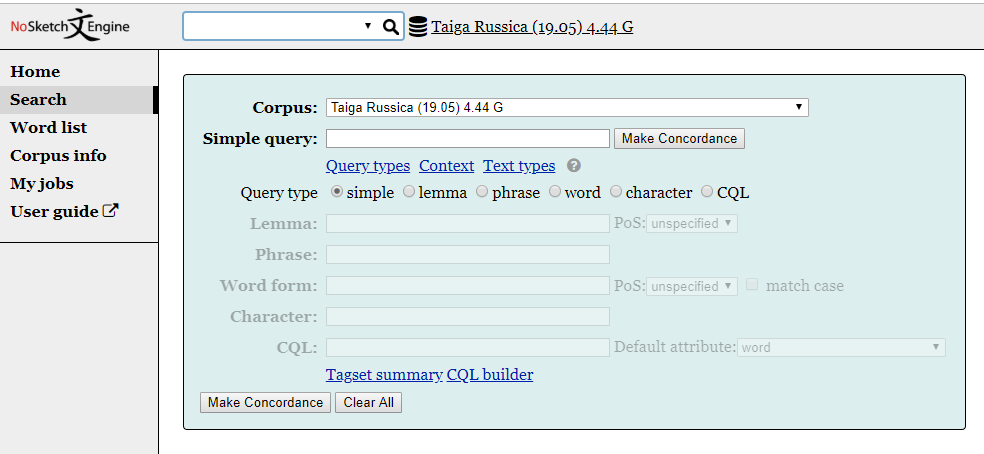 NoSketch Engine
Taiga Russica (19.05) 4.44 G
Home
Search
Word list
Corpus info
My jobs
User guide
Corpus: Taiga Russica (19.05) 4.44 G
Simple query: Make Concordance
Query types Context Text types ?
Query type simple lemma phrase word character CQL
Lemma: PoS: unspecified
Phrase:
Word form: PoS: unspecified match case
Character:
CQL: Default attribute: word
Tagset summary CQL builder
Make Concordance Clear All